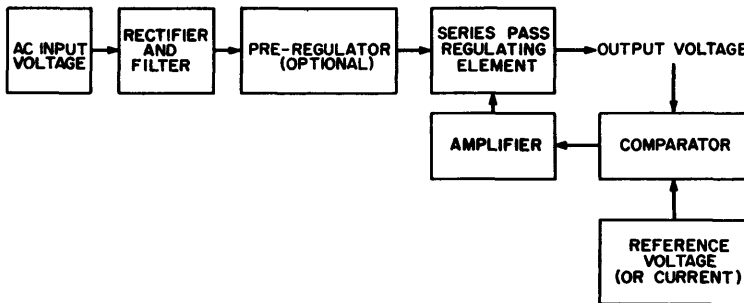 AC INPUT
VOLTAGE
RECTIFIER
AND
FILTER
PRE-REGULATOR
(OPTIONAL)
SERIES PASS
REGULATING
ELEMENT
OUTPUT VOLTAGE
AMPLIFIER
COMPARATOR
REFERENCE
VOLTAGE
(OR CURRENT)